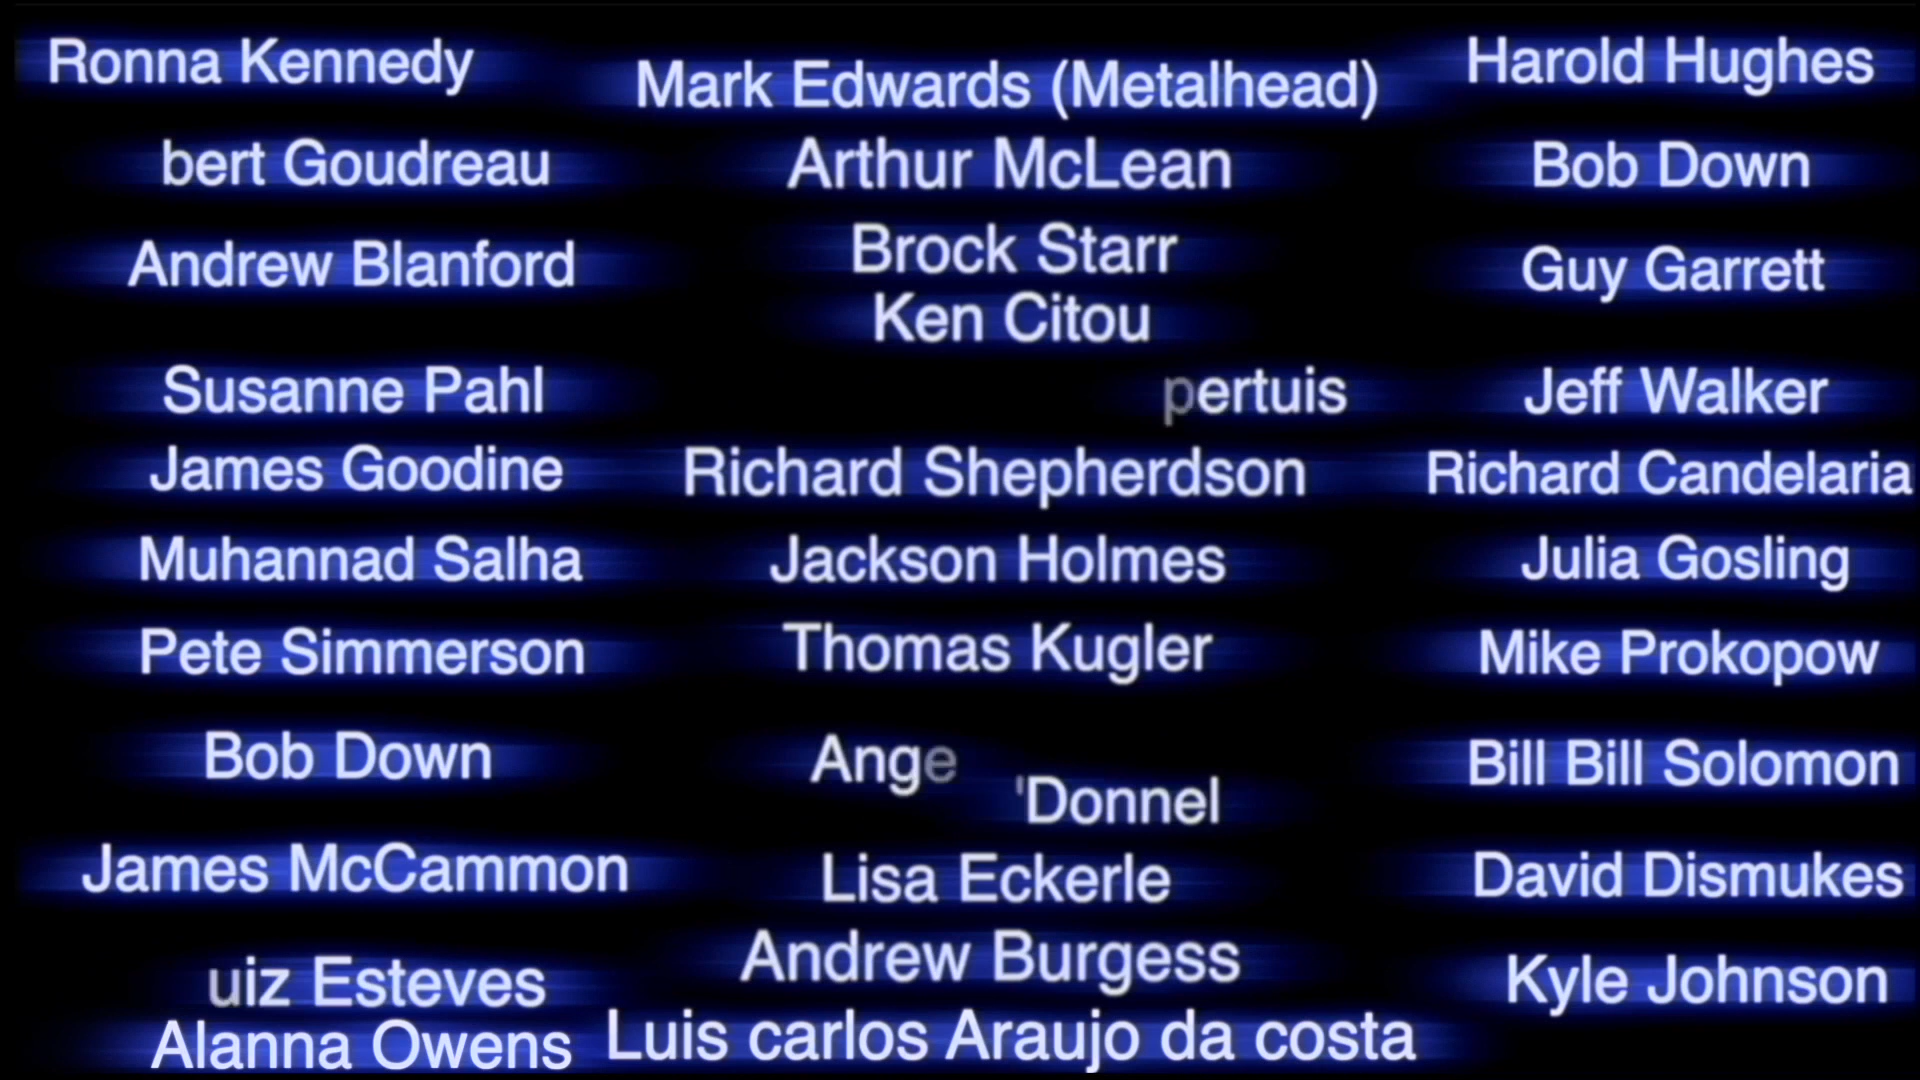 Ronna Kennedy
bert Goudreau
Andrew Blanford
Susanne Pahl
James Goodine
Muhannad Salha
Pete Simmerson
Bob Down
James McCammon
uiz Esteves
Alanna Owens
Mark Edwards (Metalhead)
Arthur McLean
Brock Starr
Ken Citou
pertuis
Richard Shepherdson
Jackson Holmes
Thomas Kugler
Ange
'Donnel
Lisa Eckerle
Andrew Burgess
Luis carlos Araujo da costa
Harold Hughes
Bob Down
Guy Garrett
Jeff Walker
Richard Candelaria
Julia Gosling
Mike Prokopow
Bill Bill Solomon
David Dismukes
Kyle Johnson